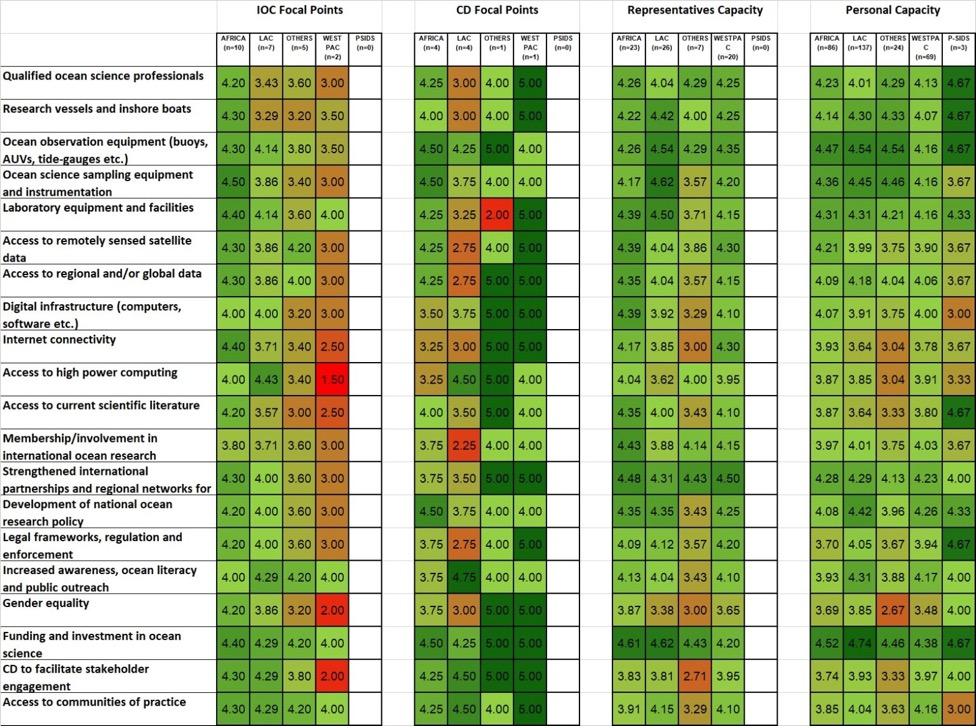 IOC Focal Points CD Focal Points Representatives Capacity Personal Capacity
AFRICA (n=10) LAC (n=7) OTHERS (n=5) WEST PAC (n=2) PSIDS (n=0) AFRICA (n=4) LAC (n=4) OTHERS (n=1) WEST PAC (n=1) PSIDS (n=0) AFRICA (n=23) LAC (n=26) OTHERS (n=7) WESTPA C (n=20) PSIDS (n=0) AFRICA (n=86) LAC (n=137) OTHERS (n=24) WESTPA C (n=69) P-SIDS (n=3)
Qualified ocean science professionals 4.20 3.43 3.60 3.00 4.25 3.00 4.00 5.00 4.26 4.04 4.29 4.25 4.23 4.01 4.29 4.13 4.67
Research vessels and inshore boats 4.30 3.29 3.20 3.50 4.00 3.00 4.00 5.00 4.22 4.42 4.00 4.25 4.14 4.30 4.33 4.07 4.67
Ocean observation equipment (buoys,
AUVs, tide-gauges etc.) 4.30 4.14 3.80 3.50 4.50 4.25 5.00 4.00 4.26 4.54 4.29 4.35 4.47 4.54 4.54 4.16 4.67
Ocean science sampling equipment
and instrumentation 4.50 3.86 3.40 3.00 4.50 3.75 4.00 4.00 4.17 4.62 3.57 4.20 4.36 4.45 4.46 4.16 3.67
Laboratory equipment and facilities 4.40 4.14 3.60 4.00 4.25 3.25 2.00 5.00 4.39 4.50 3.71 4.15 4.31 4.31 4.21 4.16 4.33
Access to remotely sensed satellite
data 4.30 3.86 4.20 3.00 4.25 2.75 4.00 5.00 4.39 4.04 3.86 4.30 4.21 3.99 3.75 3.90 3.67
Access to regional and/or global data 4.30 3.86 4.00 3.00 4.25 2.75 5.00 5.00 4.35 4.04 3.57 4.15 4.09 4.18 4.04 4.06 3.67
Digital infrastructure (computers,
software etc.) 4.00 4.00 3.20 3.00 3.50 3.75 5.00 5.00 4.39 3.92 3.29 4.10 4.07 3.91 3.75 4.00 3.00
Internet connectivity 4.40 3.71 3.40 2.50 3.25 3.00 5.00 5.00 4.17 3.85 3.00 4.30 3.93 3.64 3.04 3.78 3.67
Access to high power computing 4.00 4.43 3.40 1.50 3.25 4.50 5.00 4.00 4.04 3.62 4.00 3.95 3.87 3.85 3.04 3.91 3.33
Access to current scientific literature 4.20 3.57 3.00 2.50 4.00 3.50 5.00 4.00 4.35 4.00 3.43 4.10 3.87 3.64 3.33 3.80 4.67
Membership/involvement in
international ocean research 3.80 3.71 3.60 3.00 3.75 2.25 4.00 4.00 4.43 3.88 4.14 4.15 3.97 4.01 3.75 4.03 3.67
Strengthened international
partnerships and regional networks for 4.30 4.00 3.60 3.00 3.75 3.50 5.00 5.00 4.48 4.31 4.43 4.50 4.28 4.29 4.13 4.23 4.00
Development of national ocean
research policy 4.20 4.00 3.60 3.00 4.50 3.75 4.00 4.00 4.35 4.35 3.43 4.25 4.08 4.42 3.96 4.26 4.33
Legal frameworks, regulation and
enforcement 4.20 4.00 3.60 3.00 3.75 2.75 4.00 5.00 4.09 4.12 3.57 4.20 3.70 4.05 3.67 3.94 4.67
Increased awareness, ocean literacy
and public outreach 4.00 4.29 4.20 4.00 3.75 4.75 4.00 4.00 4.13 4.04 3.43 4.10 3.93 4.31 3.88 4.17 4.00
Gender equality 4.20 3.86 3.20 2.00 3.75 3.00 5.00 5.00 3.87 3.38 3.00 3.65 3.69 3.85 2.67 3.48 4.00
Funding and investment in ocean
science 4.40 4.29 4.20 4.00 4.50 4.25 5.00 5.00 4.61 4.62 4.43 4.20 4.52 4.74 4.46 4.38 4.67
CD to facilitate stakeholder
engagement 4.30 4.29 3.80 2.00 4.25 4.50 5.00 5.00 3.83 3.81 2.71 3.95 3.74 3.93 3.33 3.97 4.00
Access to communities of practice 4.30 4.29 4.20 4.00 4.25 4.50 4.00 5.00 3.91 4.15 3.29 4.10 3.85 4.04 3.63 4.16 3.00